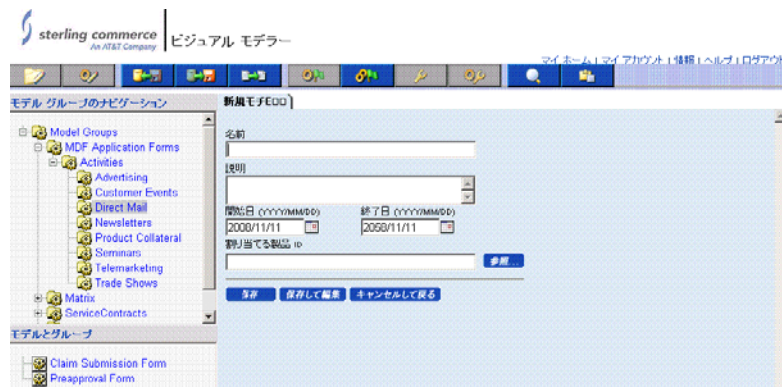 sterling commerce
An AT&T Company
ビジュアル モデラー
マイ ホーム | マイ アカウント | 情報 | ヘルプ | ログアウト
モデル グループのナビゲーション
Model Groups
MDF Application Forms
Activities
Advertising
Customer Events
Direct Mail
Newsletters
Product Collateral
Seminars
Telemarketing
Trade Shows
Matrix
ServiceContracts
モデルとグループ
Claim Submission Form
Preapproval Form
新規モデ
名前
説明
開始日 (YYYY/MM/DD)
終了日 (YYYY/MM/DD)
2008/11/11
2058/11/11
割り当てる製品 ID
参照...
保存
保存して編集
キャンセルして戻る